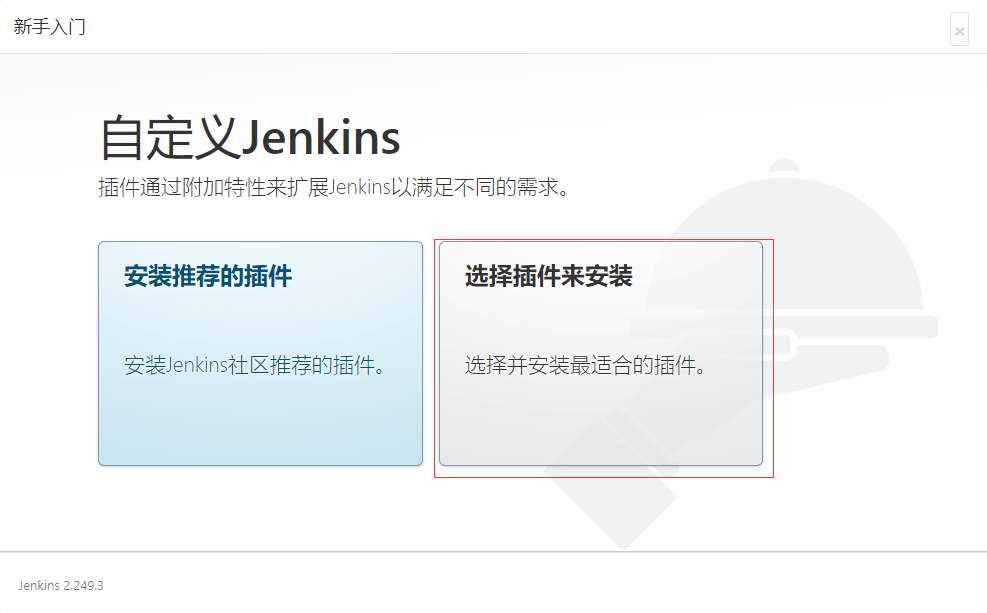 新手入门
×
自定义Jenkins
插件通过附加特性来扩展Jenkins以满足不同的需求。
安装推荐的插件
安装Jenkins社区推荐的插件。
选择插件来安装
选择并安装最适合的插件。
Jenkins 2.249.3